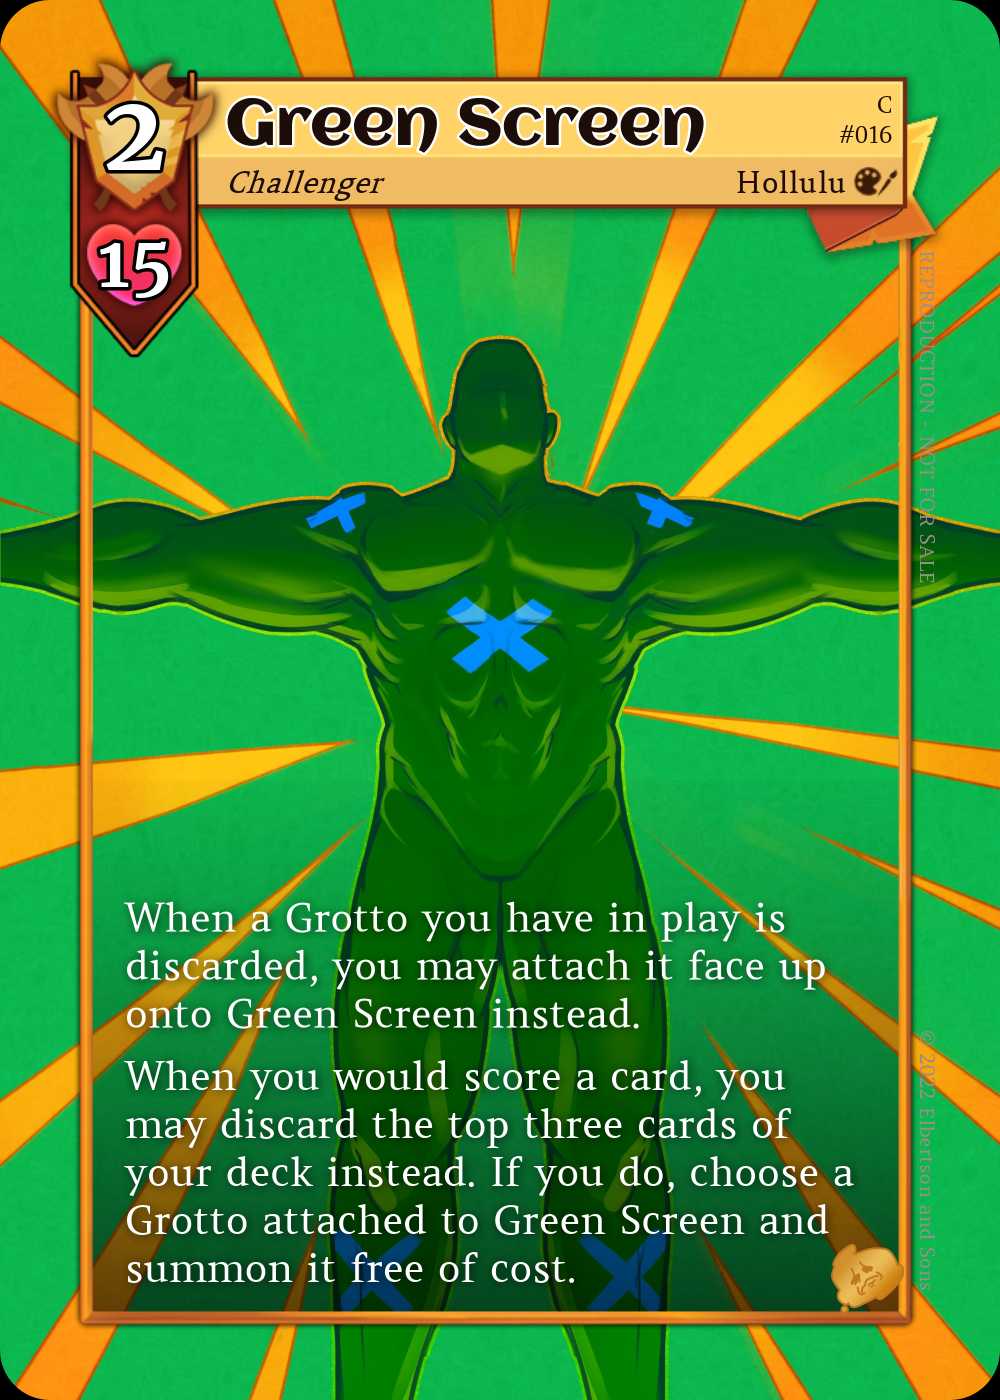 2
Green Screen
C
#016
Challenger
Hollulu
15
REPRODUCTION - NOT FOR SALE
When a Grotto you have in play is
discarded, you may attach it face up
onto Green Screen instead.
When you would score a card, you
may discard the top three cards of
your deck instead. If you do, choose a
Grotto attached to Green Screen and
summon it free of cost.
© 2022 Elbertson and Sons